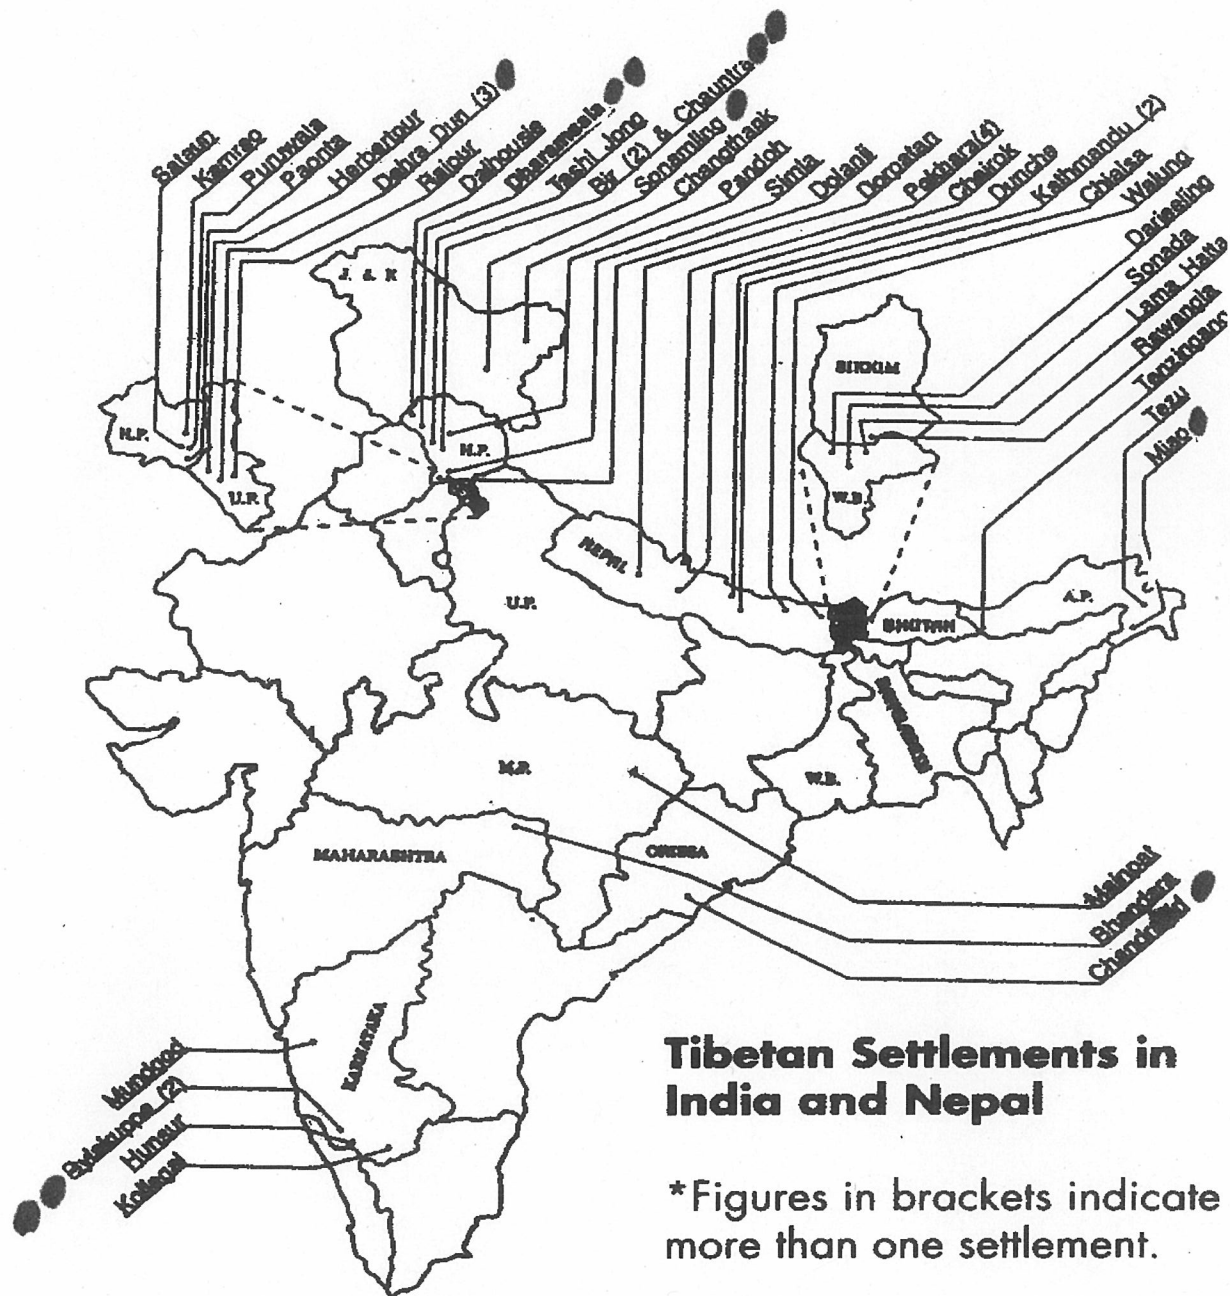 Sataun
Kamrao
Puruwala
Paonta
Herbertpur
Dehra Dun (3)
Rajpur
Dalhousie
Dharamsala
Tashi Jong
Bir (2) & Chauntra
Sonamling
Changthank
Pandoh
Simla
Dolanji
Dorpatan
Pokhara(4)
Chairok
Dunche
Kathmandu (2)
Chialsa
Walung
Darjeeling
Sonada
Lama Hatta
Rawangla
Tenzingang
Tezu
Miao
J. & K
H.P.
U.P.
H.P.
SIKKIM
W.B.
NEPAL
U.P.
BHUTAN
A.P.
M.P.
W.B.
MAHARASHTRA
ORISSA
KARNATAKA
Mainpat
Bhandara
Mundgod
Bylakuppe (2)
Hunsur
Kollegal
Tibetan Settlements in
India and Nepal
*Figures in brackets indicate
more than one settlement.